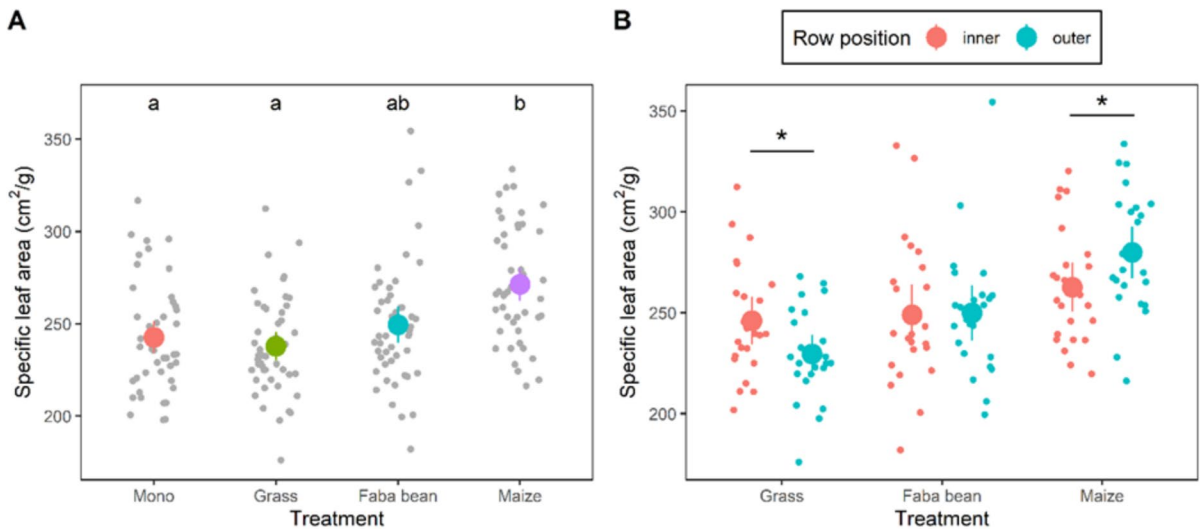 A
B
Row position inner outer
a a ab b
* *
350
300
250
200
Specific leaf area (cm²/g)
Mono Grass Faba bean Maize
Treatment
350
300
250
200
Specific leaf area (cm²/g)
Grass Faba bean Maize
Treatment